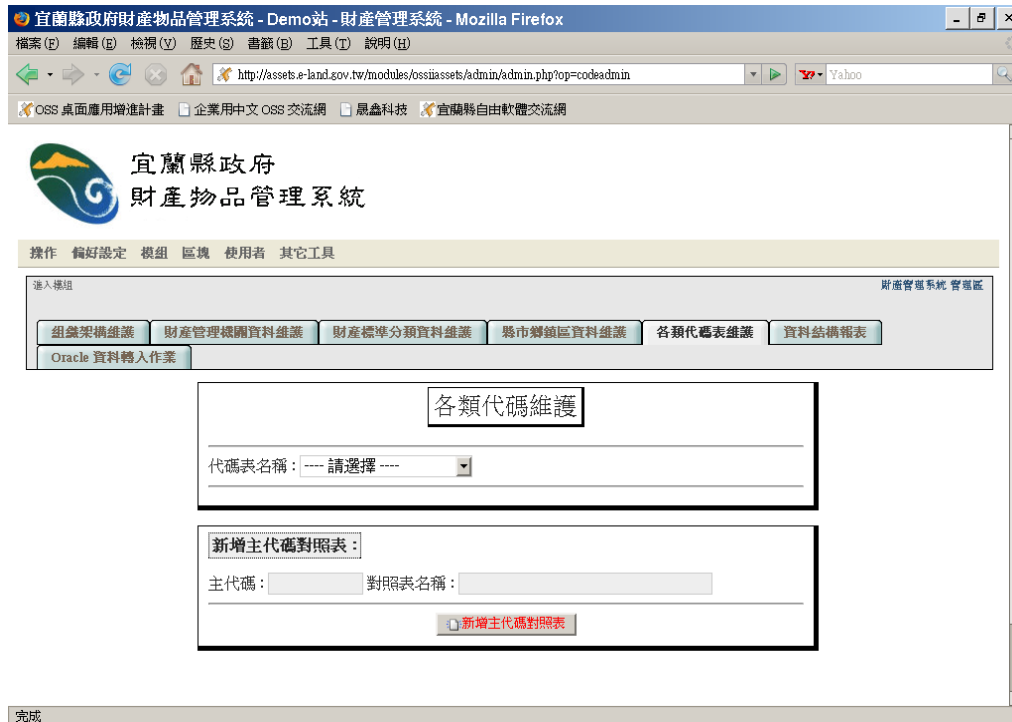 宜蘭縣政府財產物品管理系統 - Demo站 - 財產管理系統 - Mozilla Firefox
檔案(F) 編輯(E) 檢視(V) 歷史(S) 書籤(B) 工具(T) 說明(H)
http://assets.e-land.gov.tw/modules/ossiiassets/admin/admin.php?op=codeadmin Yahoo
OSS 桌面應用增進計畫 企業用中文 OSS 交流網 晟鑫科技 宜蘭縣自由軟體交流網
宜蘭縣政府
財產物品管理系統
操作 偏好設定 模組 區塊 使用者 其它工具
進入模組 財產管理系統 管理區
組織架構維護 財產管理機關資料維護 財產標準分類資料維護 縣市鄉鎮區資料維護 各類代碼表維護 資料結構報表
Oracle 資料轉入作業
各類代碼維護
代碼表名稱：---- 請選擇 ----
新增主代碼對照表：
主代碼： 對照表名稱：
新增主代碼對照表
完成